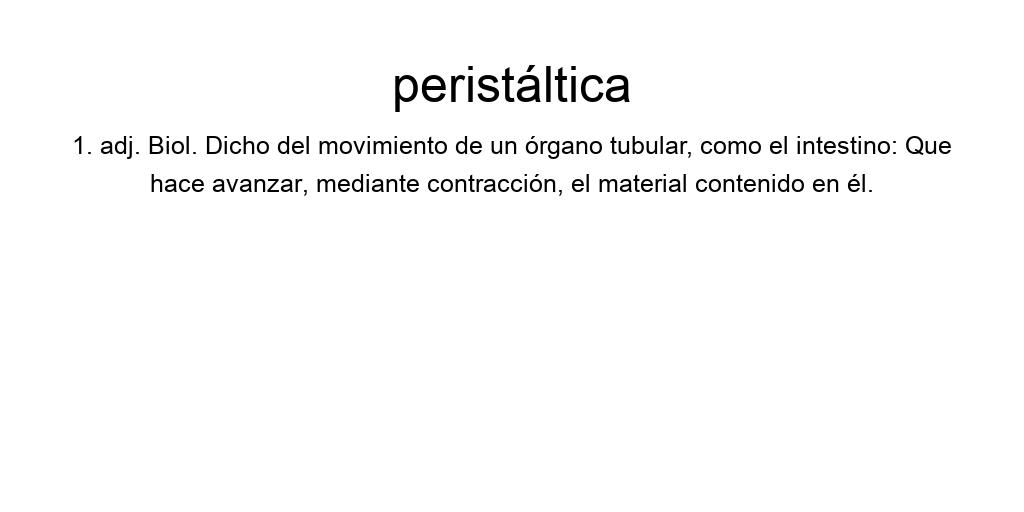 peristáltica
1. adj. Biol. Dicho del movimiento de un órgano tubular, como el intestino: Que
hace avanzar, mediante contracción, el material contenido en él.